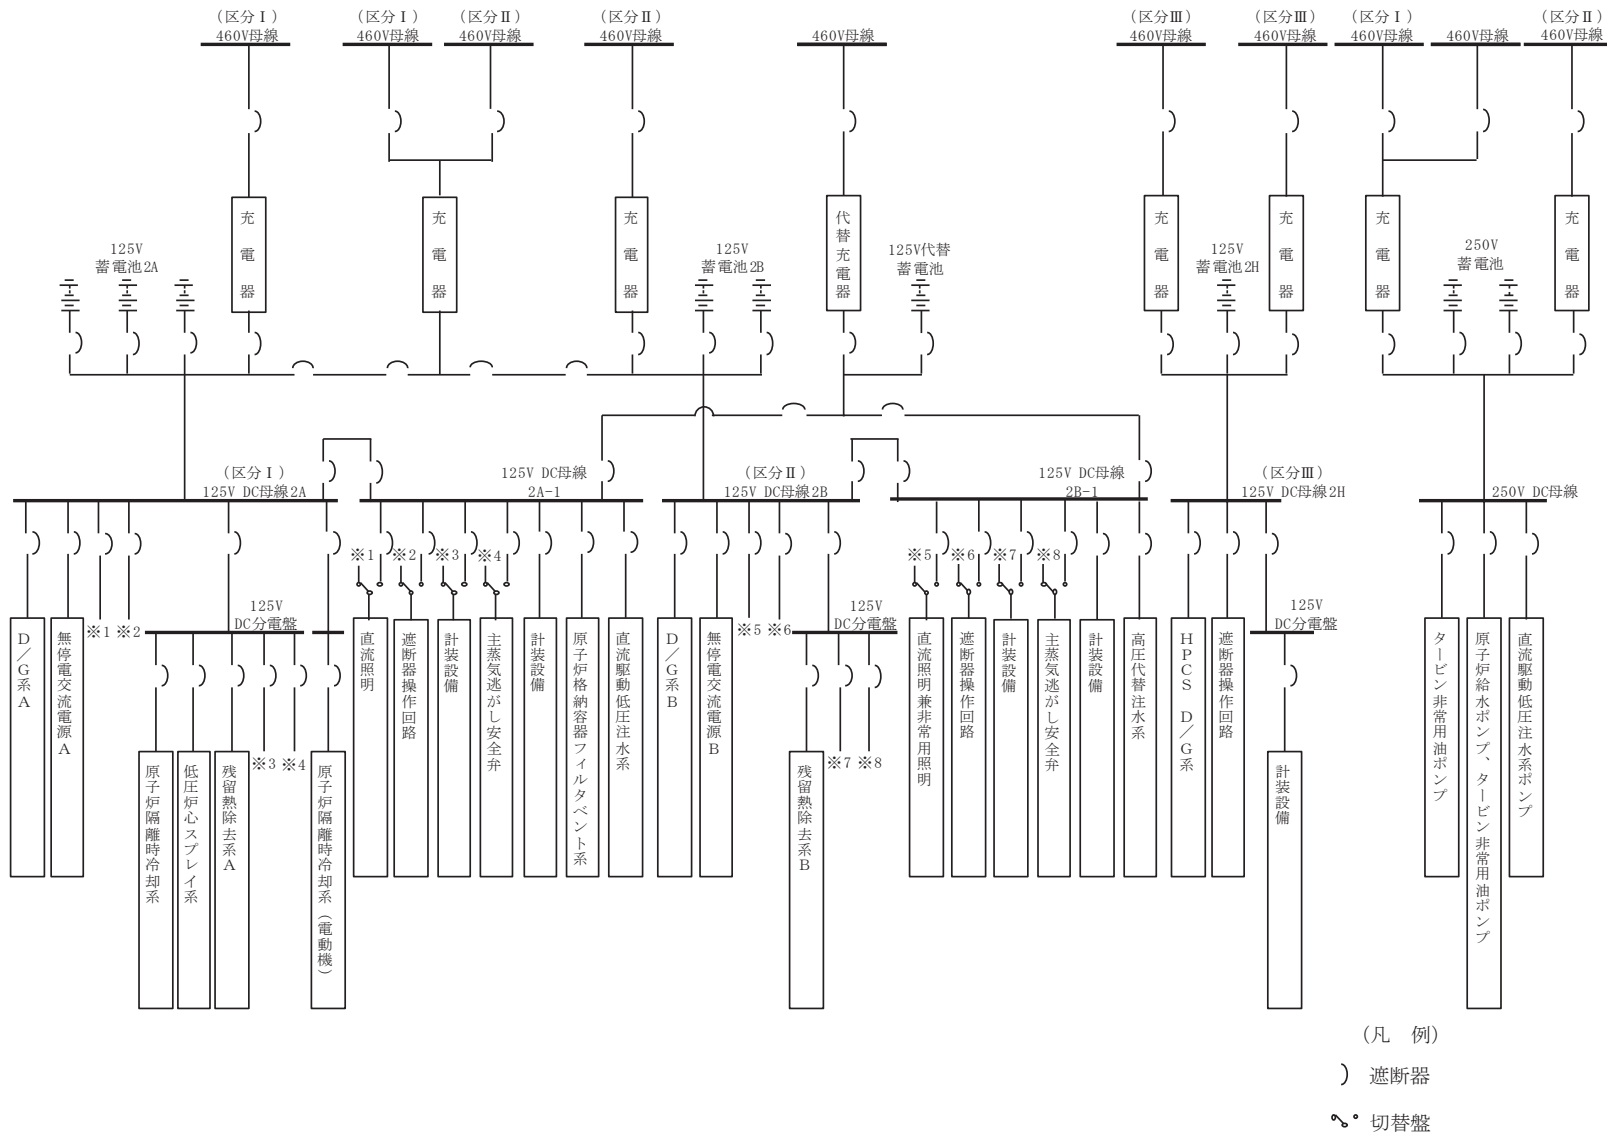 （区分Ⅰ）
460V母線
（区分Ⅰ）
460V母線
（区分Ⅱ）
460V母線
（区分Ⅱ）
460V母線
460V母線
（区分Ⅲ）
460V母線
（区分Ⅲ）
460V母線
（区分Ⅰ）
460V母線
460V母線
（区分Ⅱ）
460V母線
充電器
充電器
充電器
代替充電器
充電器
充電器
充電器
充電器
125V
蓄電池2A
125V
蓄電池2B
125V代替
蓄電池
125V
蓄電池2H
250V
蓄電池
（区分Ⅰ）
125V DC母線2A
125V DC母線
2A-1
（区分Ⅱ）
125V DC母線2B
125V DC母線
2B-1
（区分Ⅲ）
125V DC母線2H
250V DC母線
※1
※2
※3
※4
※5
※6
※7
※8
※1
※2
※5
※6
125V
DC分電盤
125V
DC分電盤
125V
DC分電盤
D／G系A
無停電交流電源A
直流照明
遮断器操作回路
計装設備
主蒸気逃がし安全弁
計装設備
原子炉格納容器フィルタベント系
直流駆動低圧注水系
D／G系B
無停電交流電源B
直流照明兼非常用照明
遮断器操作回路
計装設備
主蒸気逃がし安全弁
計装設備
高圧代替注水系
HPCS D／G系
遮断器操作回路
タービン非常用油ポンプ
原子炉給水ポンプ、タービン非常用油ポンプ
直流駆動低圧注水系ポンプ
※3
※4
※7
※8
原子炉隔離時冷却系
低圧炉心スプレイ系
残留熱除去系A
原子炉隔離時冷却系（電動機）
残留熱除去系B
計装設備
（凡　例）
遮断器
切替盤